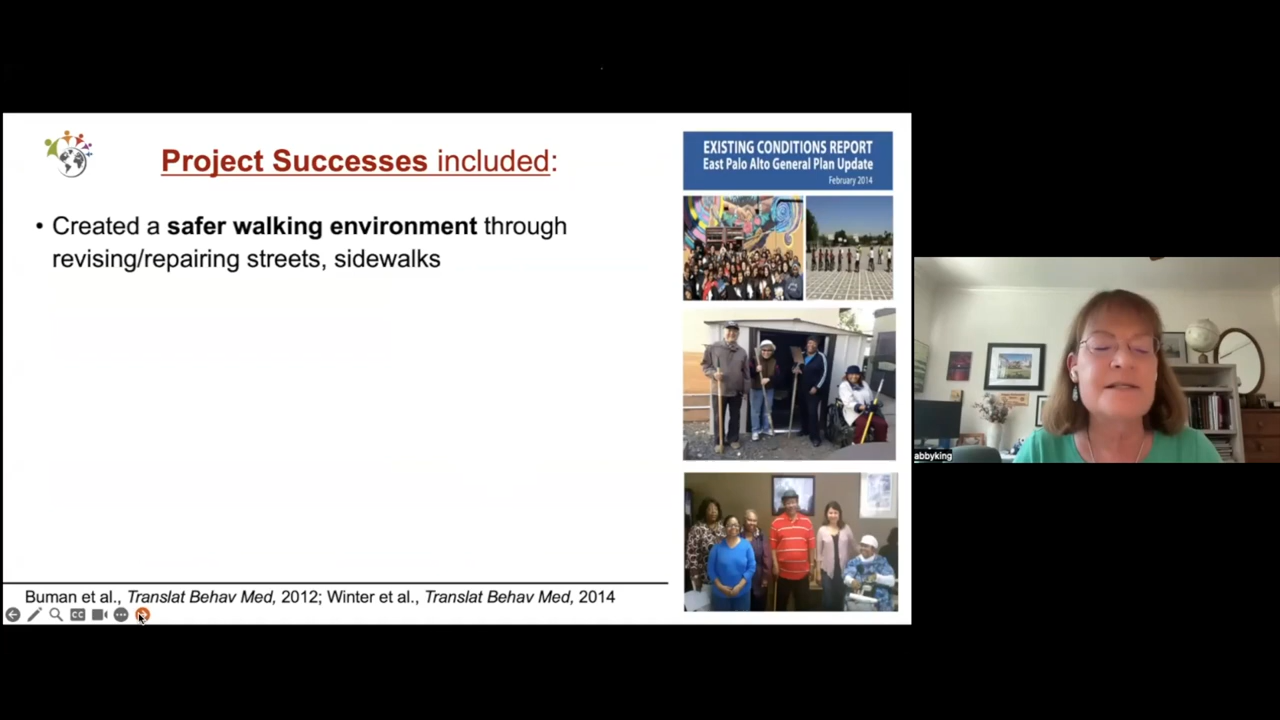 Project Successes included:
• Created a safer walking environment through
revising/repairing streets, sidewalks
EXISTING CONDITIONS REPORT
East Palo Alto General Plan Update
February 2014
Buman et al., Translat Behav Med, 2012; Winter et al., Translat Behav Med, 2014
CC
abbyking